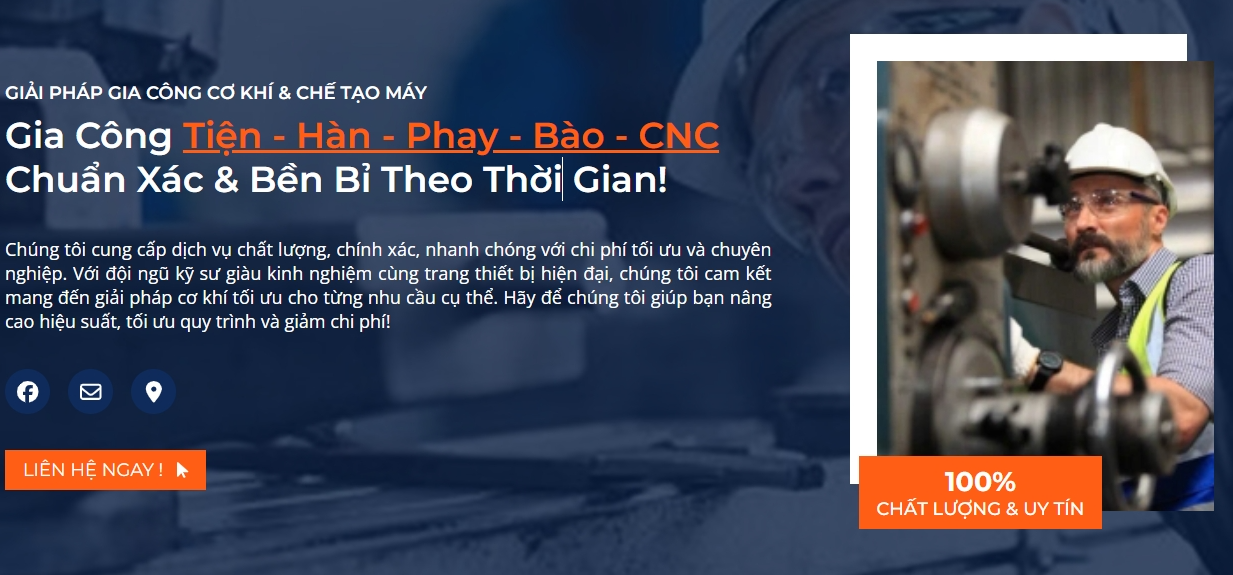 GIẢI PHÁP GIA CÔNG CƠ KHÍ & CHẾ TẠO MÁY
Gia Công Tiện - Hàn - Phay - Bào - CNC
Chuẩn Xác & Bền Bỉ Theo Thời Gian!
Chúng tôi cung cấp dịch vụ chất lượng, chính xác, nhanh chóng với chi phí tối ưu và chuyên
nghiệp. Với đội ngũ kỹ sư giàu kinh nghiệm cùng trang thiết bị hiện đại, chúng tôi cam kết
mang đến giải pháp cơ khí tối ưu cho từng nhu cầu cụ thể. Hãy để chúng tôi giúp bạn nâng
cao hiệu suất, tối ưu quy trình và giảm chi phí!
LIÊN HỆ NGAY !
100%
CHẤT LƯỢNG & UY TÍN